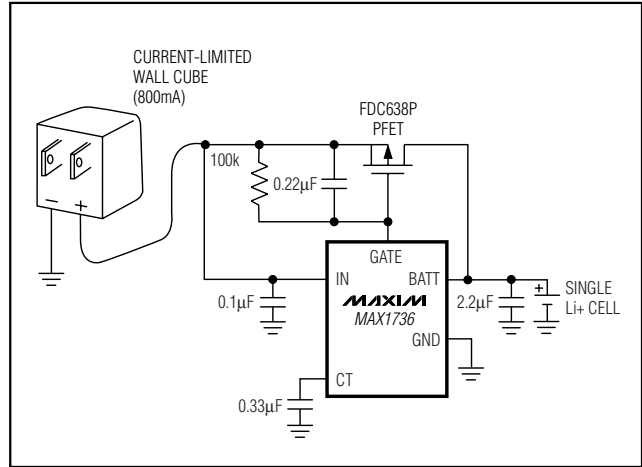 CURRENT-LIMITED
WALL CUBE
(800mA)
FDC638P
PFET
100k
0.22µF
GATE
IN
BATT
0.1µF
MAXIM
MAX1736
2.2µF
+
SINGLE
Li+ CELL
GND
CT
0.33µF
− +